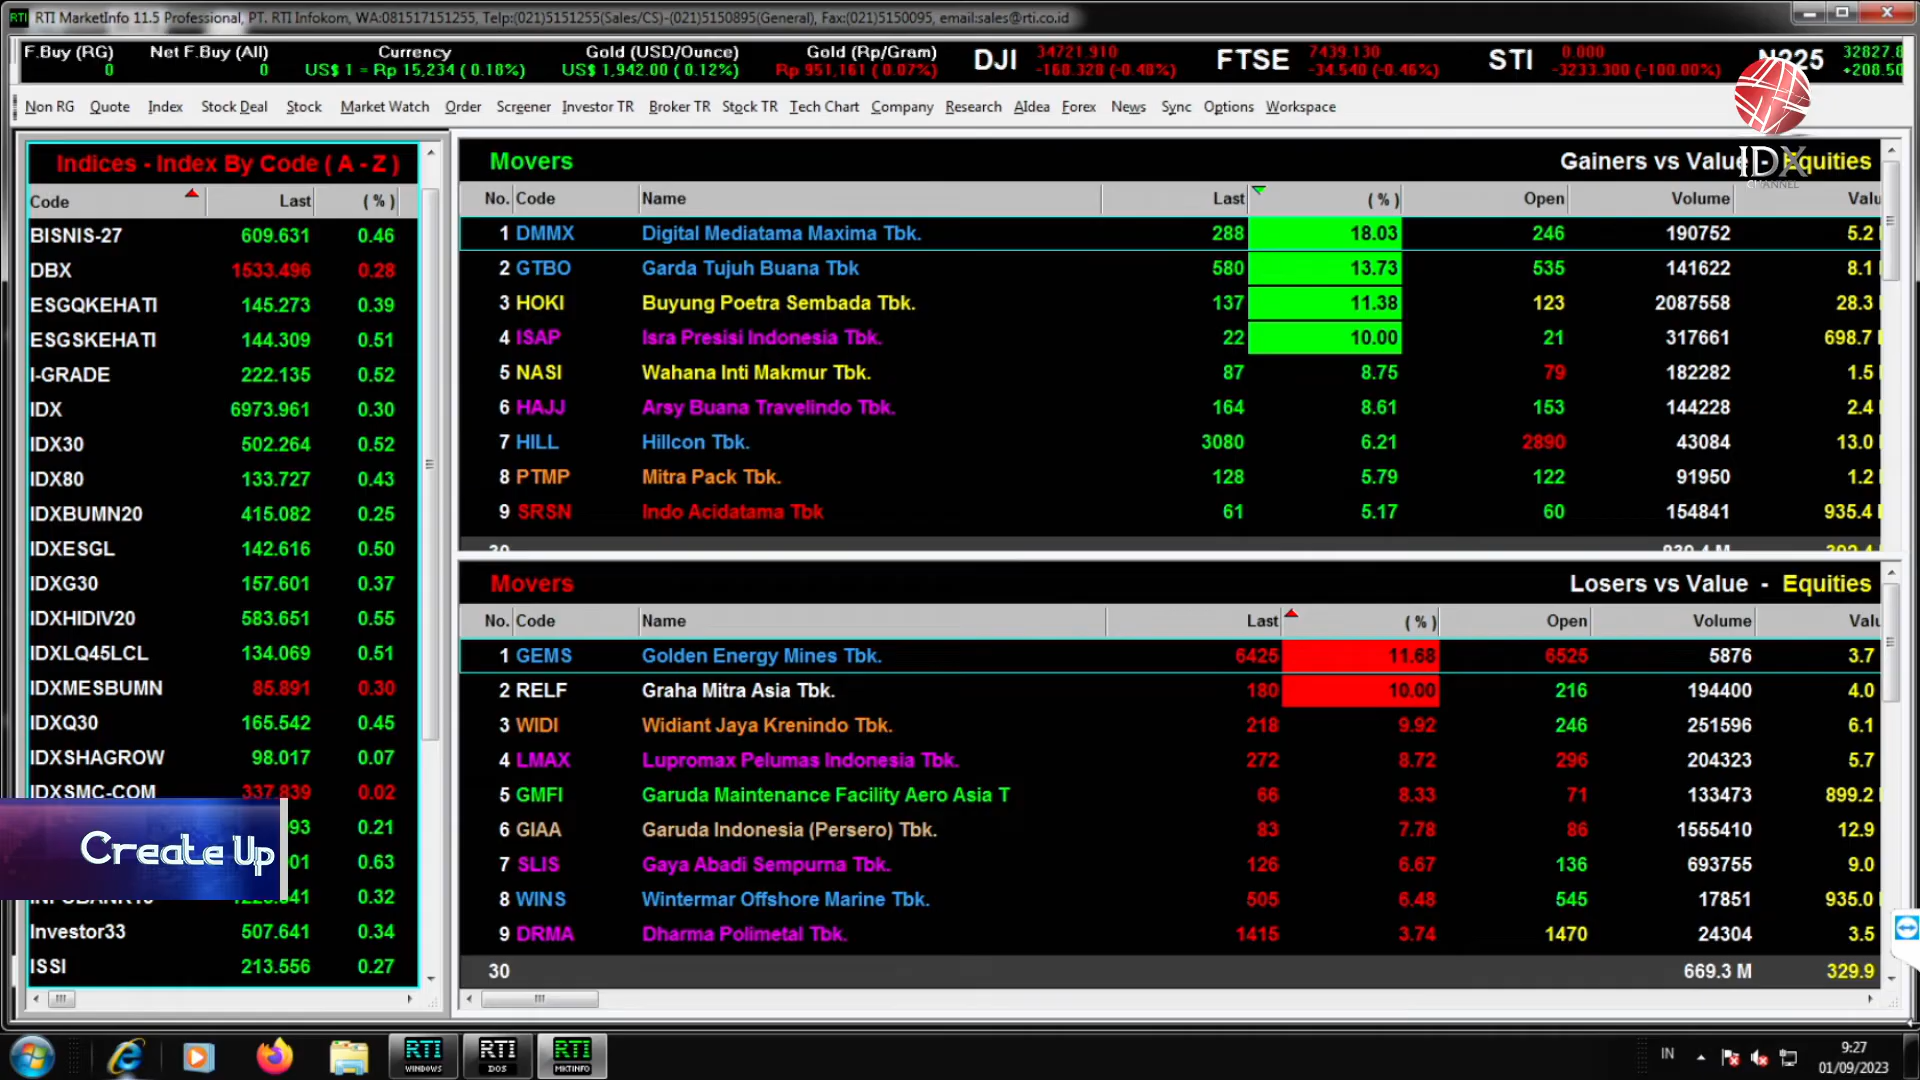 RTI MarketInfo 11.5 Professional, PT. RTI Infokom, WA:081517151255, Telp:(021)5151255(Sales/CS)-(021)5150895(General), Fax:(021)5150095, email:sales@rti.co.id
F.Buy (RG) Net F.Buy (All) Currency Gold (USD/Ounce) Gold (Rp/Gram) DJI 34721.910 FTSE 7439.130 STI 0.000 N225 32827.8
0 0 US$ 1 = Rp 15,234 ( 0.18%) US$ 1,942.00 ( 0.12%) Rp 951,161 ( 0.07%) -168.328 (-0.48%) -34.540 (-0.46%) -3233.300 (-100.00%) +208.50
Non RG Quote Index Stock Deal Stock Market Watch Order Screener Investor TR Broker TR Stock TR Tech Chart Company Research AIdea Forex News Sync Options Workspace
IDX
CHANNEL
Indices - Index By Code ( A - Z )
Code Last ( % )
BISNIS-27 609.631 0.46
DBX 1533.496 0.28
ESGQKEHATI 145.273 0.39
ESGSKEHATI 144.309 0.51
I-GRADE 222.135 0.52
IDX 6973.961 0.30
IDX30 502.264 0.52
IDX80 133.727 0.43
IDXBUMN20 415.082 0.25
IDXESGL 142.616 0.50
IDXG30 157.601 0.37
IDXHIDIV20 583.651 0.55
IDXLQ45LCL 134.069 0.51
IDXMESBUMN 85.891 0.30
IDXQ30 165.542 0.45
IDXSHAGROW 98.017 0.07
IDXSMC-COM 337.839 0.02
93 0.21
01 0.63
41 0.32
Investor33 507.641 0.34
ISSI 213.556 0.27
Create Up
Movers Gainers vs Value - Equities
No. Code Name Last ( % ) Open Volume Valu
1 DMMX Digital Mediatama Maxima Tbk. 288 18.03 246 190752 5.2
2 GTBO Garda Tujuh Buana Tbk 580 13.73 535 141622 8.1
3 HOKI Buyung Poetra Sembada Tbk. 137 11.38 123 2087558 28.3
4 ISAP Isra Presisi Indonesia Tbk. 22 10.00 21 317661 698.7
5 NASI Wahana Inti Makmur Tbk. 87 8.75 79 182282 1.5
6 HAJJ Arsy Buana Travelindo Tbk. 164 8.61 153 144228 2.4
7 HILL Hillcon Tbk. 3080 6.21 2890 43084 13.0
8 PTMP Mitra Pack Tbk. 128 5.79 122 91950 1.2
9 SRSN Indo Acidatama Tbk 61 5.17 60 154841 935.4
Movers Losers vs Value - Equities
No. Code Name Last ( % ) Open Volume Valu
1 GEMS Golden Energy Mines Tbk. 6425 11.68 6525 5876 3.7
2 RELF Graha Mitra Asia Tbk. 180 10.00 216 194400 4.0
3 WIDI Widiant Jaya Krenindo Tbk. 218 9.92 246 251596 6.1
4 LMAX Lupromax Pelumas Indonesia Tbk. 272 8.72 296 204323 5.7
5 GMFI Garuda Maintenance Facility Aero Asia T 66 8.33 71 133473 899.2
6 GIAA Garuda Indonesia (Persero) Tbk. 83 7.78 86 1555410 12.9
7 SLIS Gaya Abadi Sempurna Tbk. 126 6.67 136 693755 9.0
8 WINS Wintermar Offshore Marine Tbk. 505 6.48 545 17851 935.0
9 DRMA Dharma Polimetal Tbk. 1415 3.74 1470 24304 3.5
30 669.3 M 329.9
RTI WINDOWS RTI DOS RTI MKTINFO IN 9:27
01/09/2023